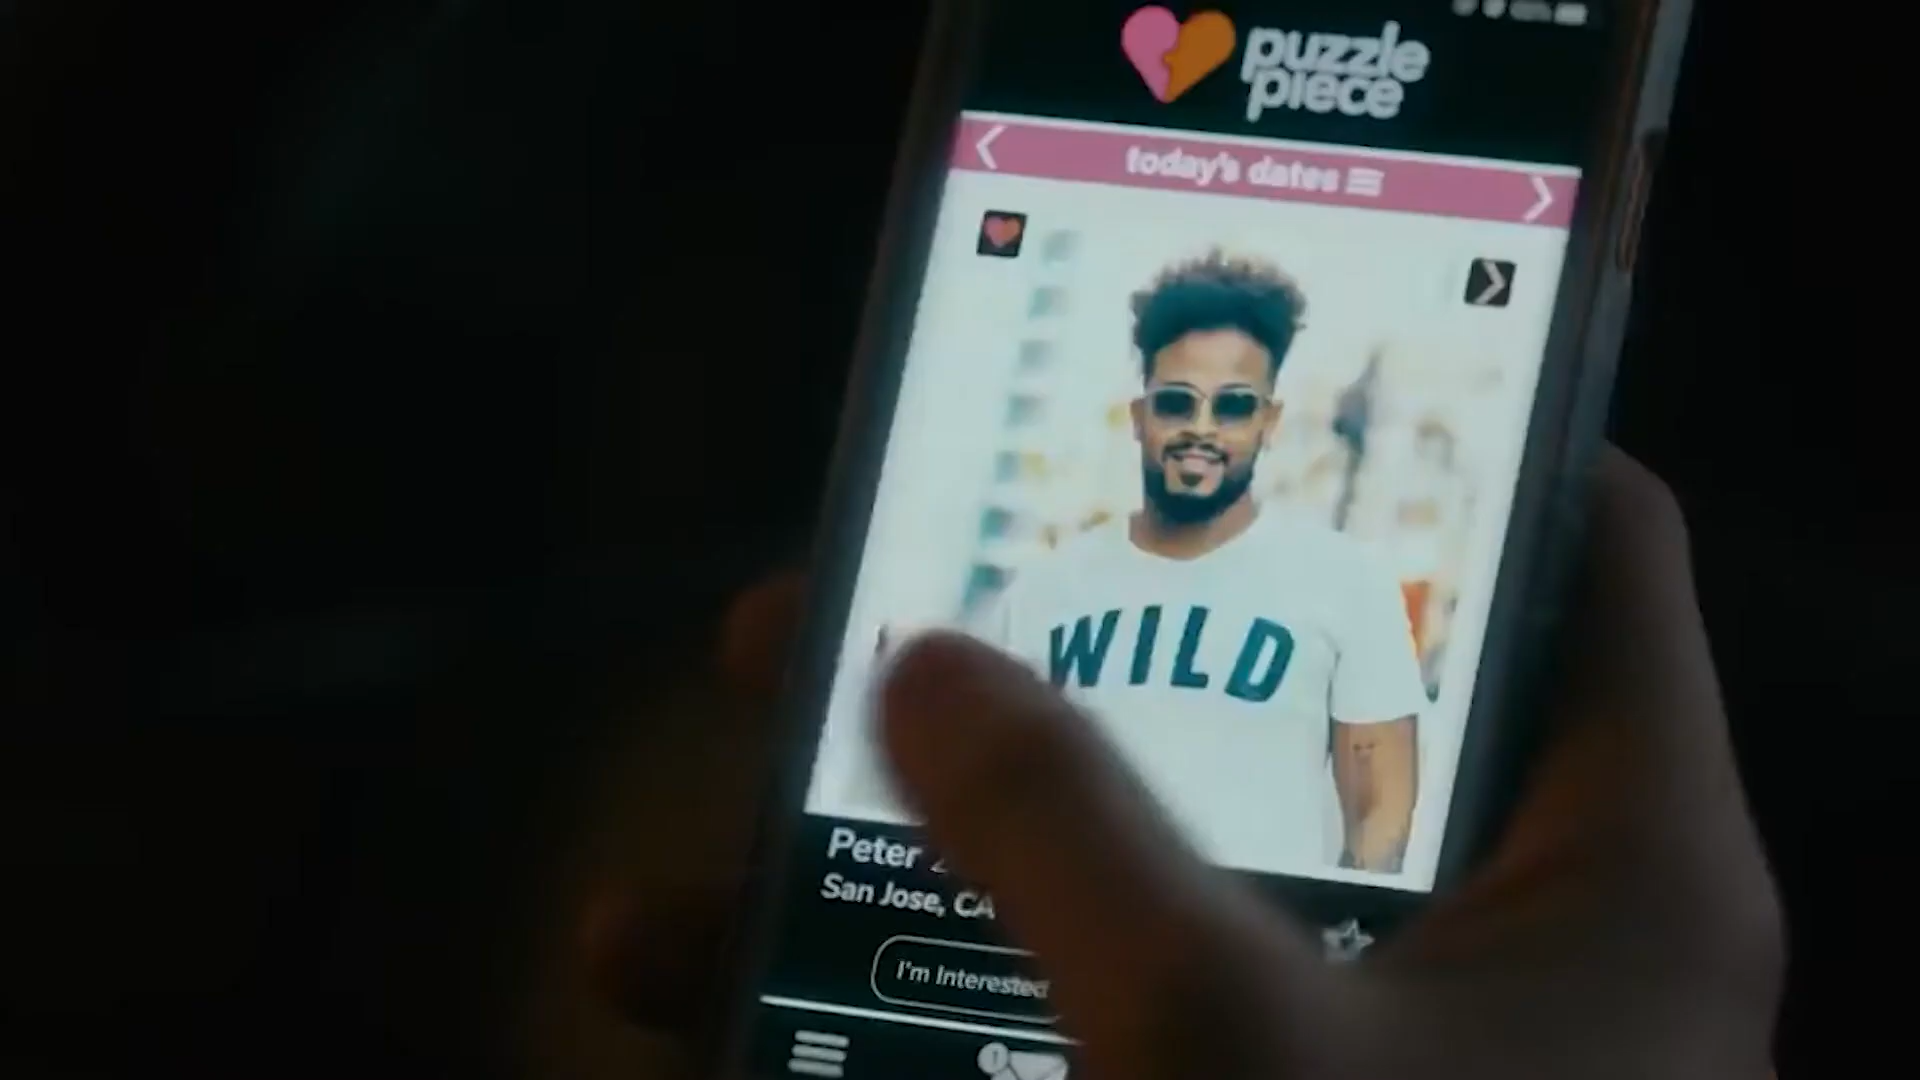 puzzle
piece
today's dates
WILD
Peter
San Jose, CA
I'm Interested